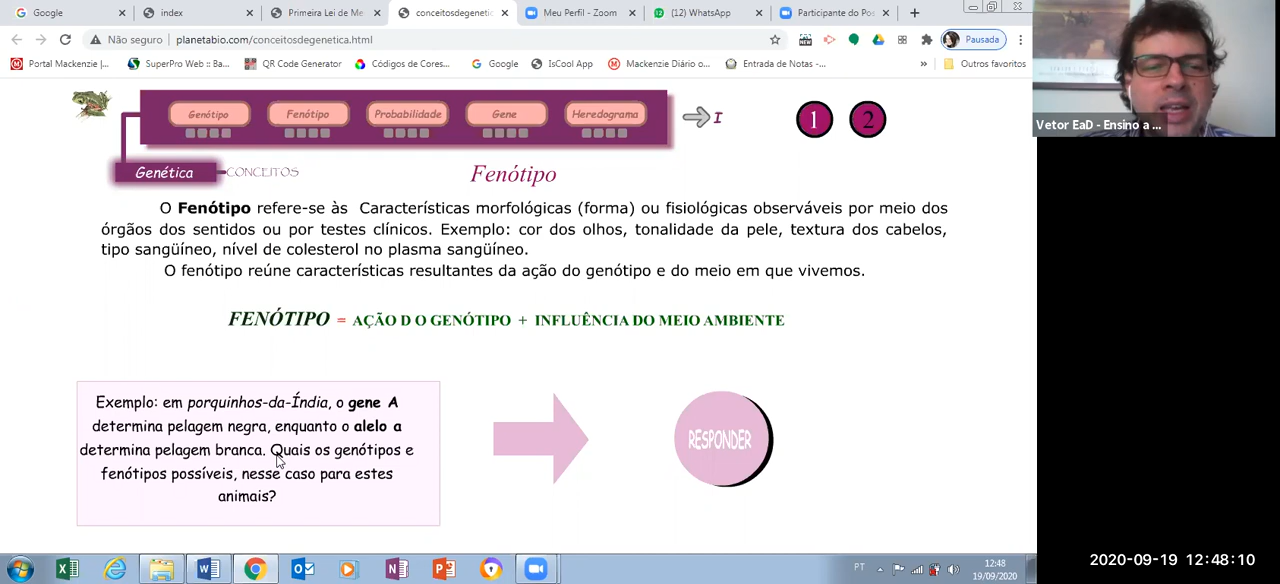 Google
index
Primeira Lei de Me
conceitosdegenetic
Meu Perfil - Zoom
(12) WhatsApp
Participante do Pos
Não seguro
planetabio.com/conceitosdegenetica.html
Pausada
Portal Mackenzie |...
SuperPro Web :: Ba...
QR Code Generator
Códigos de Cores...
Google
IsCool App
Mackenzie Diário o...
Entrada de Notas -...
»
Outros favoritos
Genótipo
Fenótipo
Probabilidade
Gene
Heredograma
I
1
2
Vetor EaD - Ensino a ...
Genética
CONCEITOS
Fenótipo
O Fenótipo refere-se às Características morfológicas (forma) ou fisiológicas observáveis por meio dos
órgãos dos sentidos ou por testes clínicos. Exemplo: cor dos olhos, tonalidade da pele, textura dos cabelos,
tipo sangüíneo, nível de colesterol no plasma sangüíneo.
O fenótipo reúne características resultantes da ação do genótipo e do meio em que vivemos.
FENÓTIPO = AÇÃO D O GENÓTIPO + INFLUÊNCIA DO MEIO AMBIENTE
Exemplo: em porquinhos-da-Índia, o gene A
determina pelagem negra, enquanto o alelo a
determina pelagem branca. Quais os genótipos e
fenótipos possíveis, nesse caso para estes
animais?
RESPONDER
PT
12:48
19/09/2020
2020-09-19 12:48:10